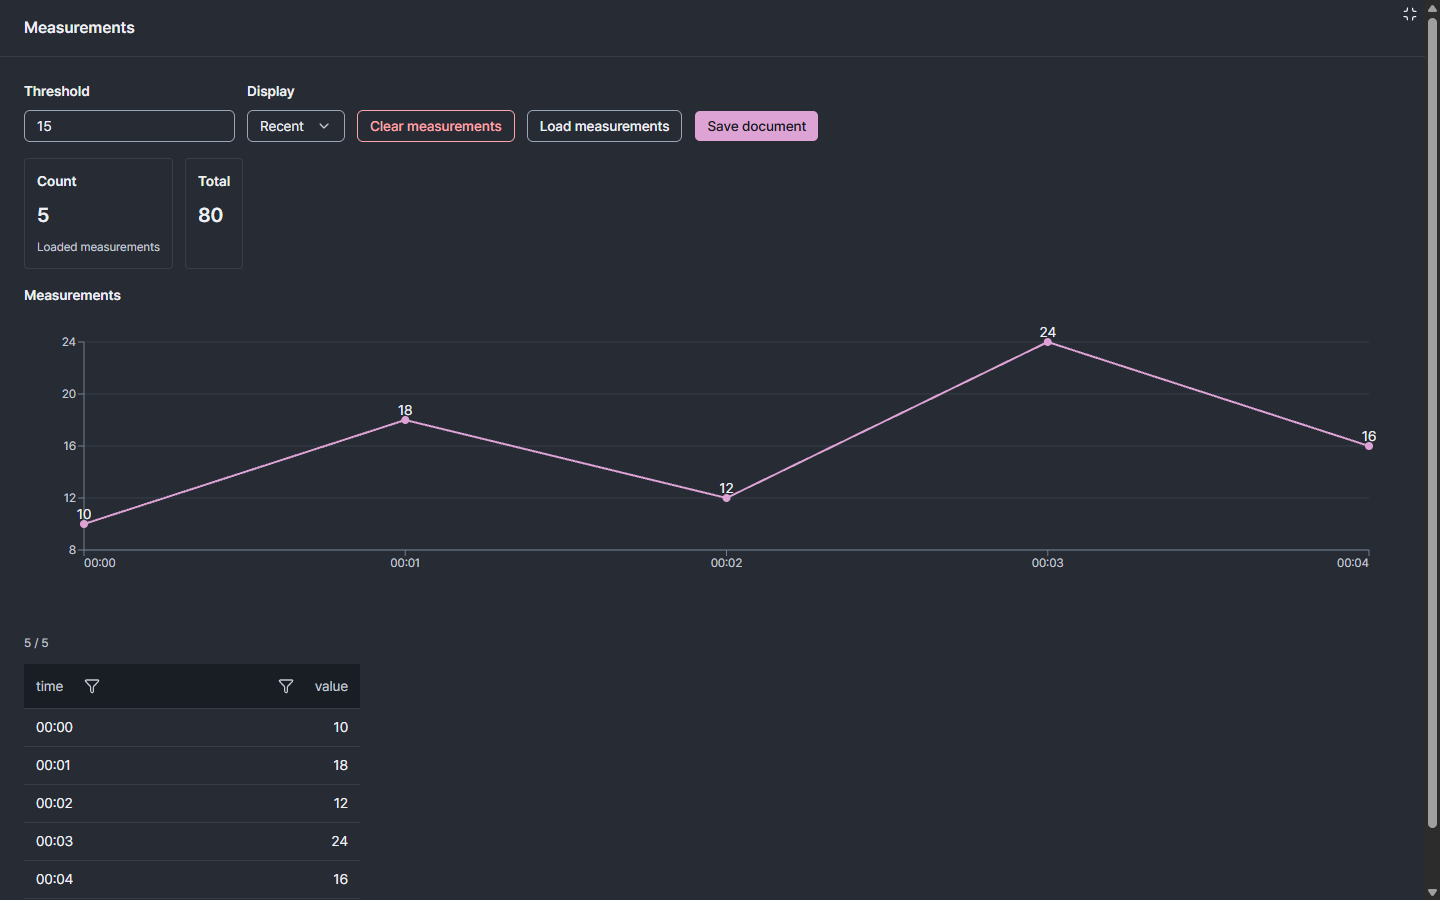 Measurements
Threshold
Display
15
Recent
Clear measurements
Load measurements
Save document
Count
Total
5
80
Loaded measurements
Measurements
24
20
16
12
8
10
18
12
24
16
00:00
00:01
00:02
00:03
00:04
5 / 5
time value
00:00 10
00:01 18
00:02 12
00:03 24
00:04 16